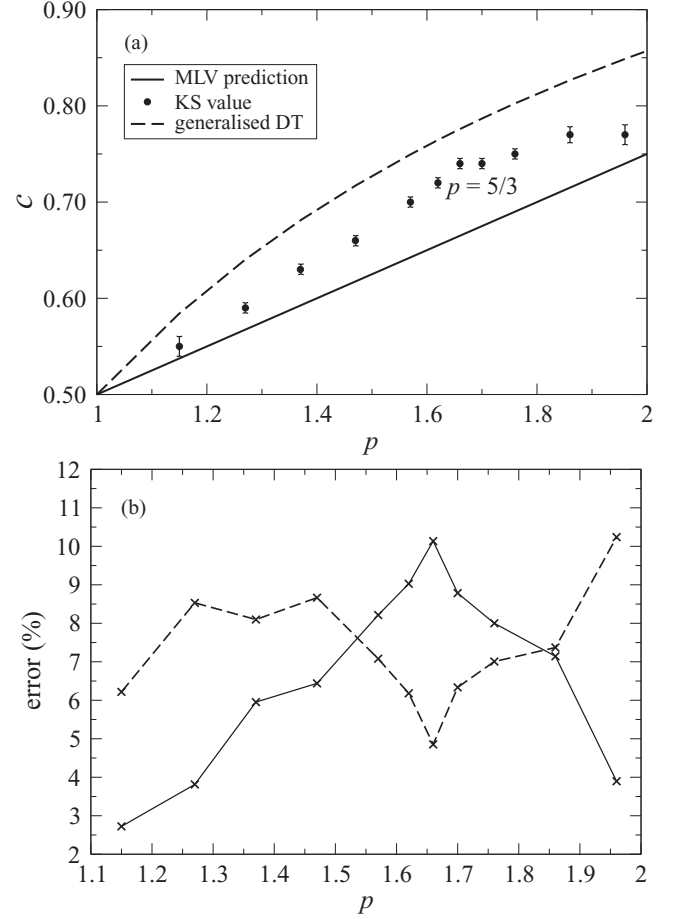 0.90
(a)
MLV prediction
KS value
generalised DT
0.80
c
0.70
p = 5/3
0.60
0.50
1 1.2 1.4 1.6 1.8 2
p
12
(b)
11
10
9
8
error (%)
7
6
5
4
3
2
1.1 1.2 1.3 1.4 1.5 1.6 1.7 1.8 1.9 2
p